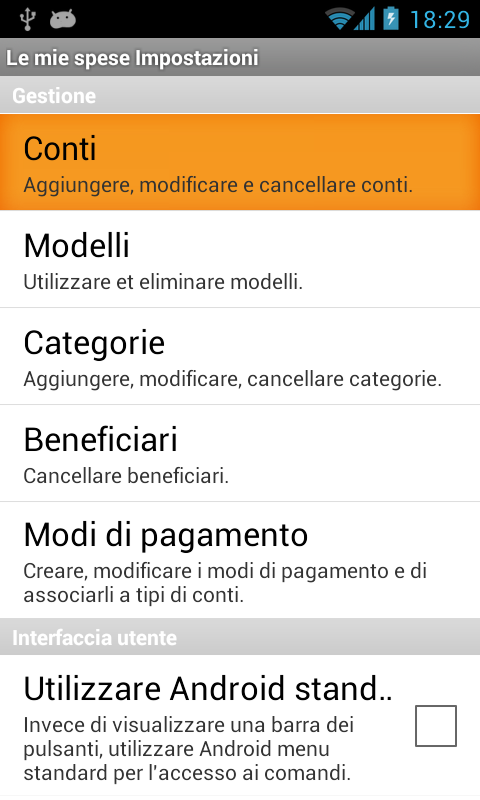 18:29
Le mie spese Impostazioni
Gestione
Conti
Aggiungere, modificare e cancellare conti.
Modelli
Utilizzare et eliminare modelli.
Categorie
Aggiungere, modificare, cancellare categorie.
Beneficiari
Cancellare beneficiari.
Modi di pagamento
Creare, modificare i modi di pagamento e di
associarli a tipi di conti.
Interfaccia utente
Utilizzare Android stand..
Invece di visualizzare una barra dei
pulsanti, utilizzare Android menu
standard per l'accesso ai comandi.